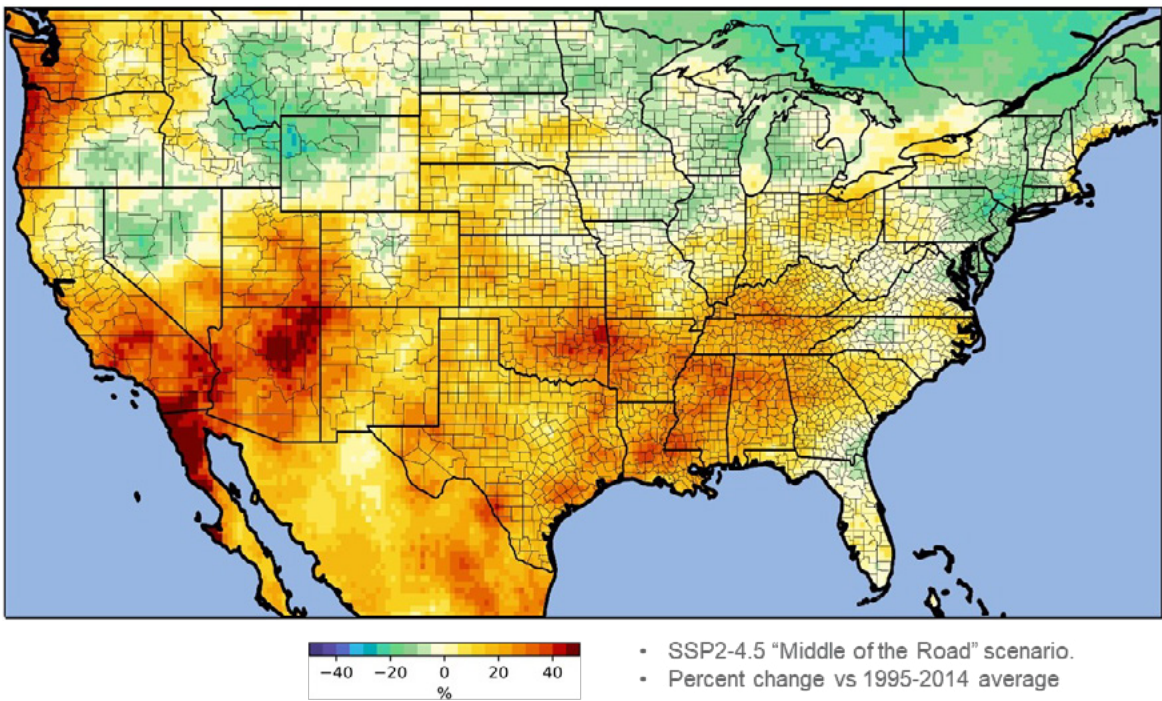 −40 −20 0 20 40
%
• SSP2-4.5 “Middle of the Road” scenario.
• Percent change vs 1995-2014 average